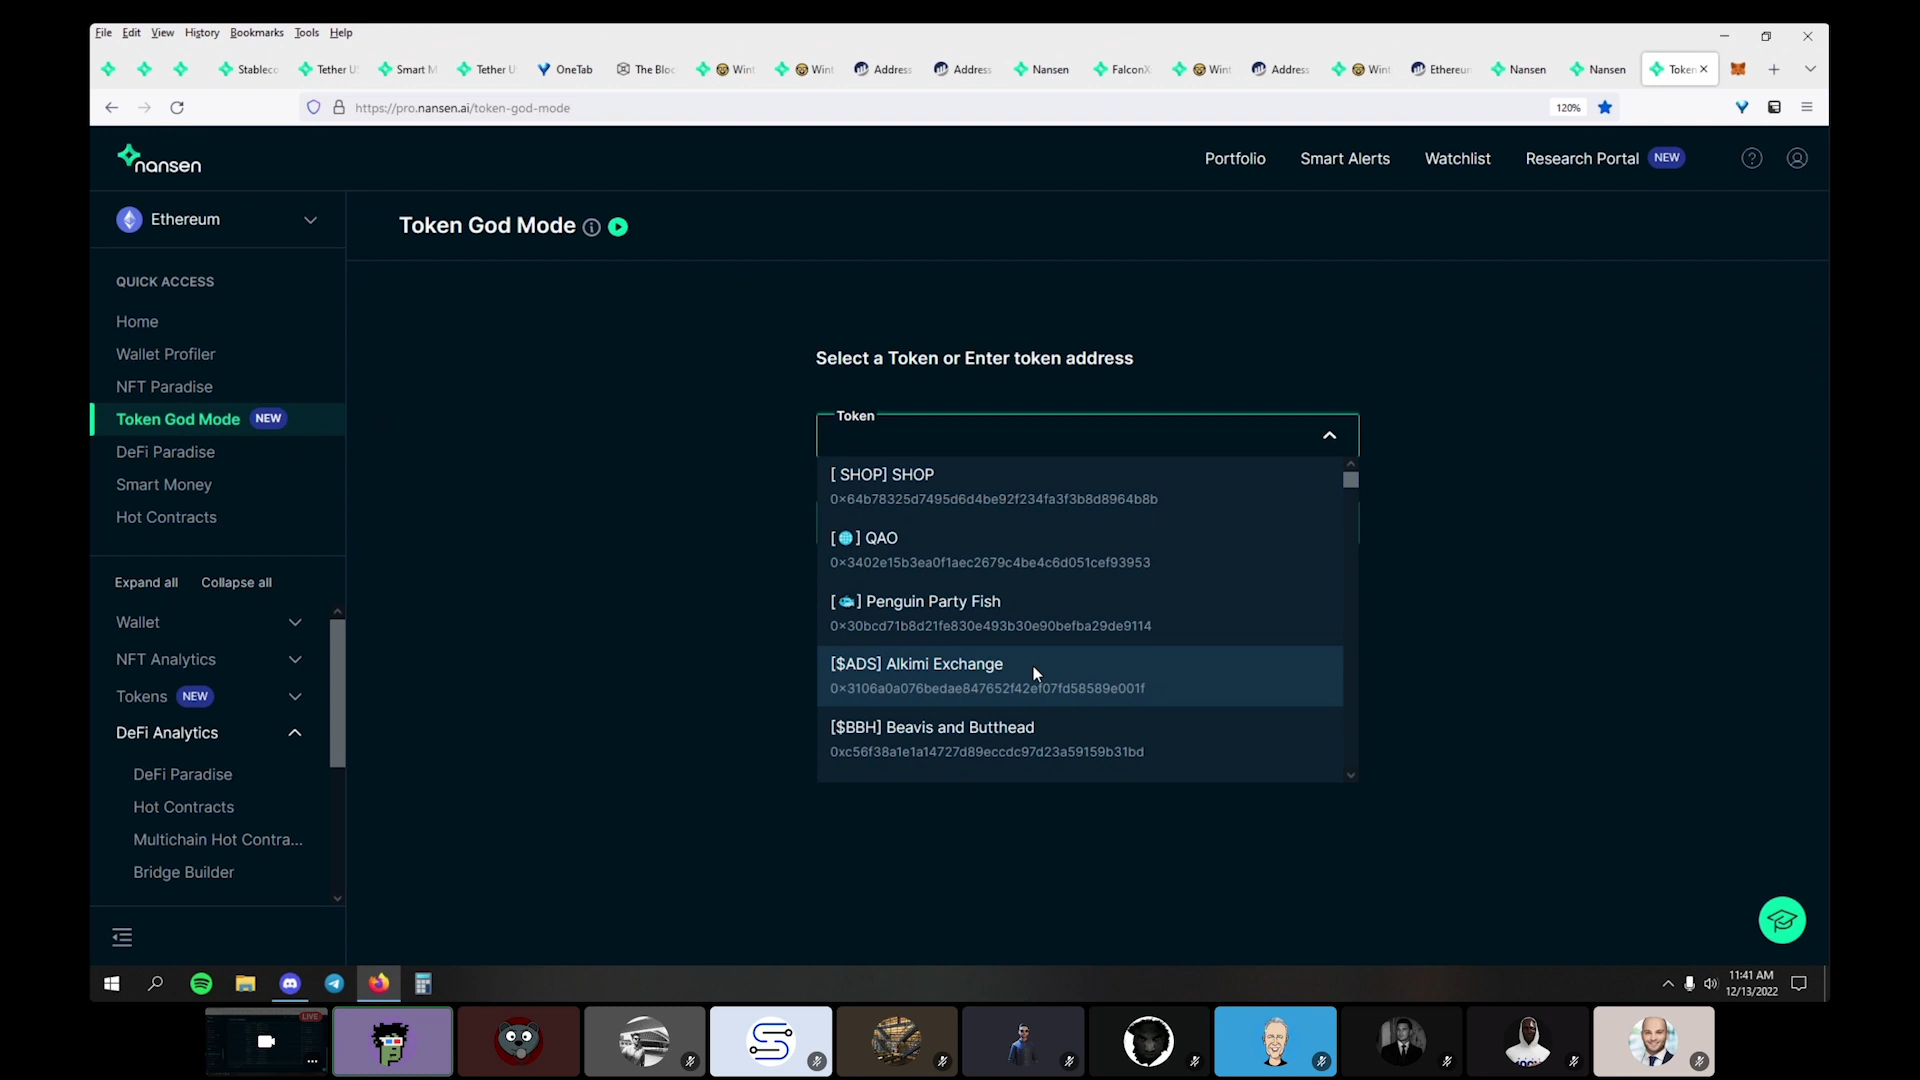 File Edit View History Bookmarks Tools Help
Stablec Tether U Smart M Tether U OneTab The Bloc Wint Wint Address Address Nansen FalconX Wint Address Wint Ethereun Nansen Nansen Token
https://pro.nansen.ai/token-god-mode 120%
nansen
Portfolio Smart Alerts Watchlist Research Portal NEW
Ethereum
Token God Mode
QUICK ACCESS
Home
Wallet Profiler
NFT Paradise
Token God Mode NEW
DeFi Paradise
Smart Money
Hot Contracts
Expand all Collapse all
Wallet
NFT Analytics
Tokens NEW
DeFi Analytics
DeFi Paradise
Hot Contracts
Multichain Hot Contra...
Bridge Builder
Select a Token or Enter token address
Token
[ SHOP] SHOP
0x64b78325d7495d6d4be92f234fa3f3b8d8964b8b
[🌐] QAO
0x3402e15b3ea0f1aec2679c4be4c6d051cef93953
[🐟] Penguin Party Fish
0x30bcd71b8d21fe830e493b30e90befba29de9114
[$ADS] Alkimi Exchange
0x3106a0a076bedae847652f42ef07fd58589e001f
[$BBH] Beavis and Butthead
0xc56f38a1e1a14727d89eccdc97d23a59159b31bd
11:41 AM
12/13/2022
LIVE